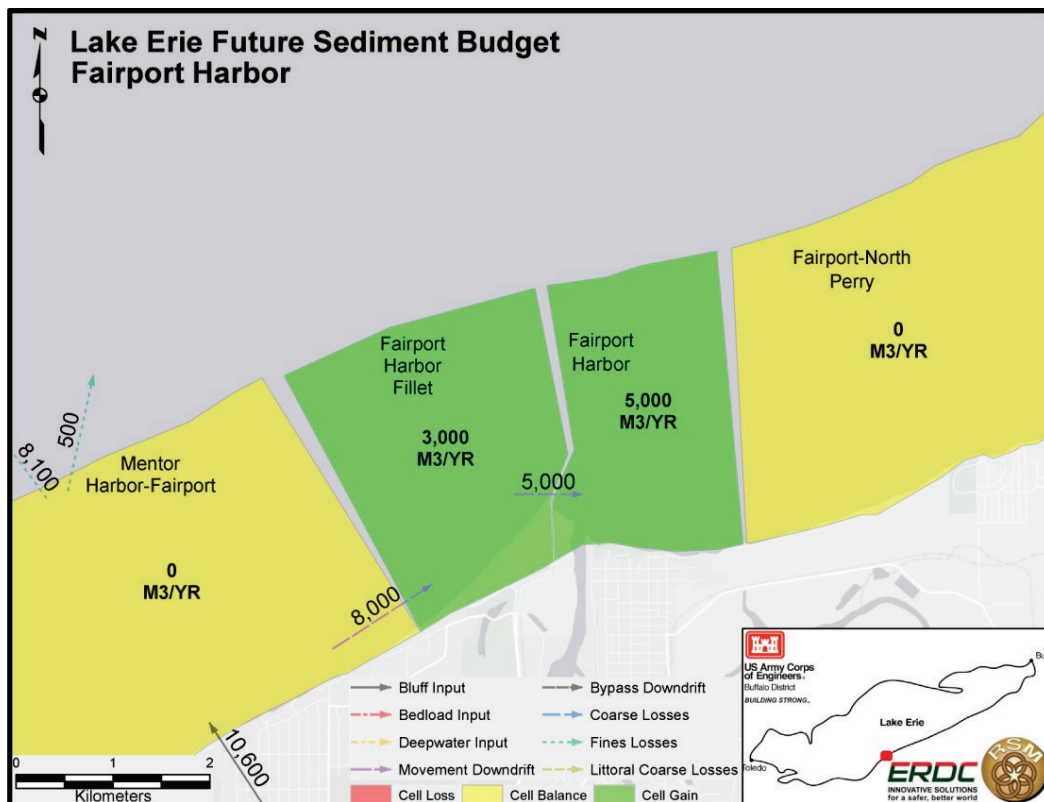 N
Lake Erie Future Sediment Budget
Fairport Harbor
Fairport-North
Perry
0
M3/YR
Fairport
Harbor
Fillet
3,000
M3/YR
Fairport
Harbor
5,000
M3/YR
5,000
500
8,100
Mentor
Harbor-Fairport
0
M3/YR
8,000
10,600
0 1 2
Kilometers
Bluff Input
Bedload Input
Deepwater Input
Movement Downdrift
Bypass Downdrift
Coarse Losses
Fines Losses
Littoral Coarse Losses
Cell Loss Cell Balance Cell Gain
US Army Corps
of Engineers®
Buffalo District
BUILDING STRONG®
Bu
Lake Erie
Toledo
ERDC
INNOVATIVE SOLUTIONS
for a safer, better world
RSM